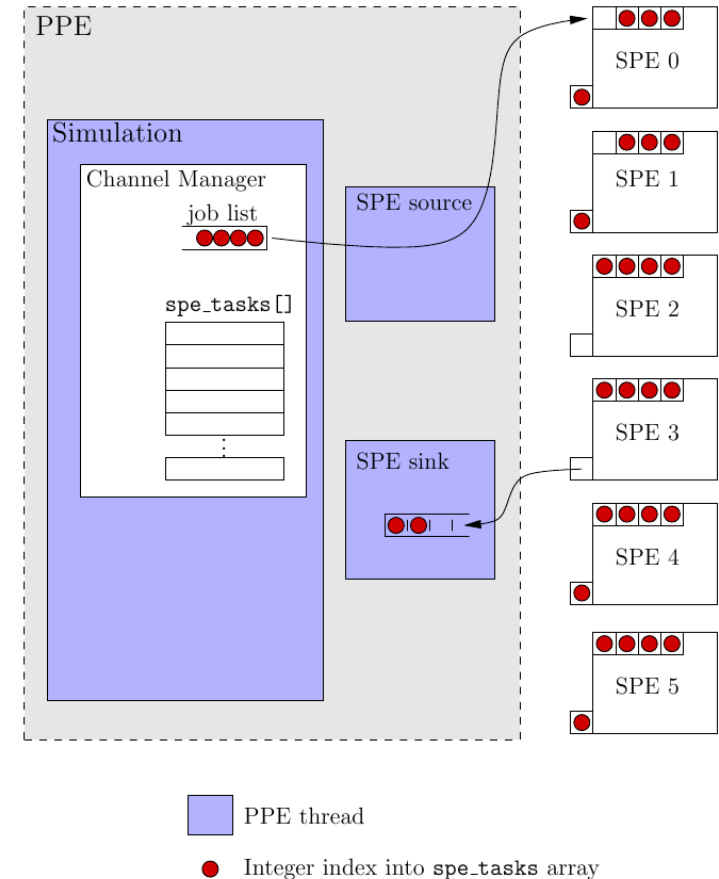 PPE
Simulation
Channel Manager
job list
spe_tasks[]
SPE source
SPE sink
SPE 0
SPE 1
SPE 2
SPE 3
SPE 4
SPE 5
PPE thread
Integer index into spe_tasks array